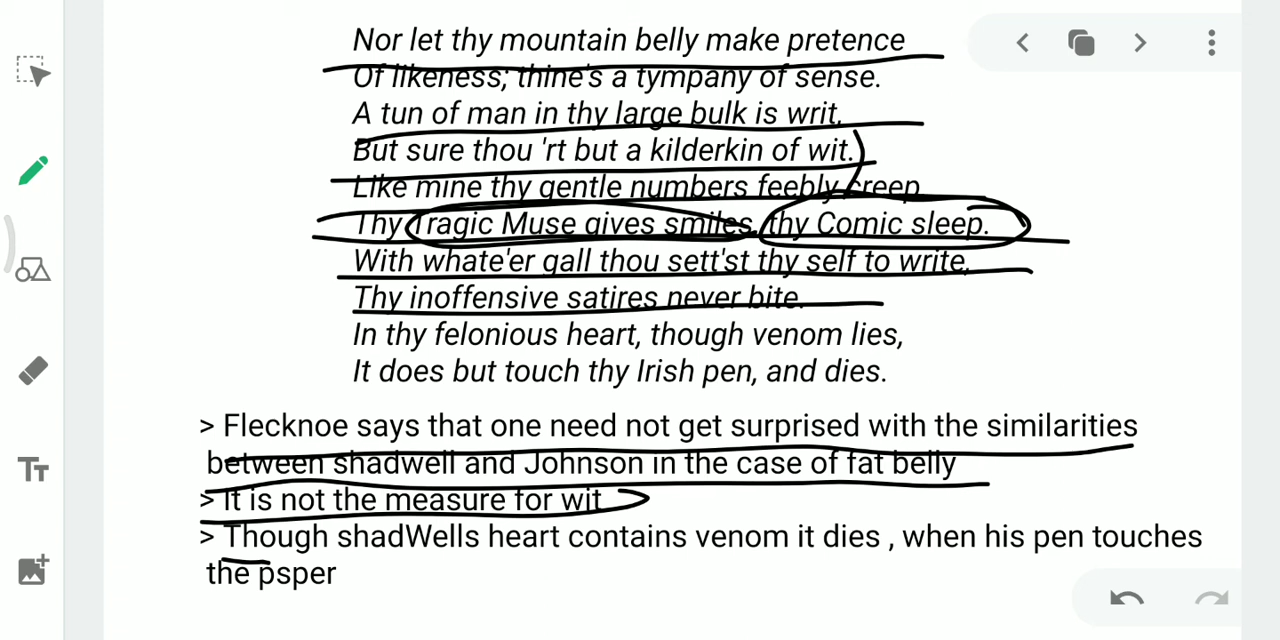 Nor let thy mountain belly make pretence
Of likeness; thine's a tympany of sense.
A tun of man in thy large bulk is writ,
But sure thou 'rt but a kilderkin of wit.
Like mine thy gentle numbers feebly creep,
Thy Tragic Muse gives smiles, thy Comic sleep.
With whate'er gall thou sett'st thy self to write,
Thy inoffensive satires never bite.
In thy felonious heart, though venom lies,
It does but touch thy Irish pen, and dies.
> Flecknoe says that one need not get surprised with the similarities
between shadwell and Johnson in the case of fat belly
> It is not the measure for wit
> Though shadWells heart contains venom it dies , when his pen touches
the psper
TT